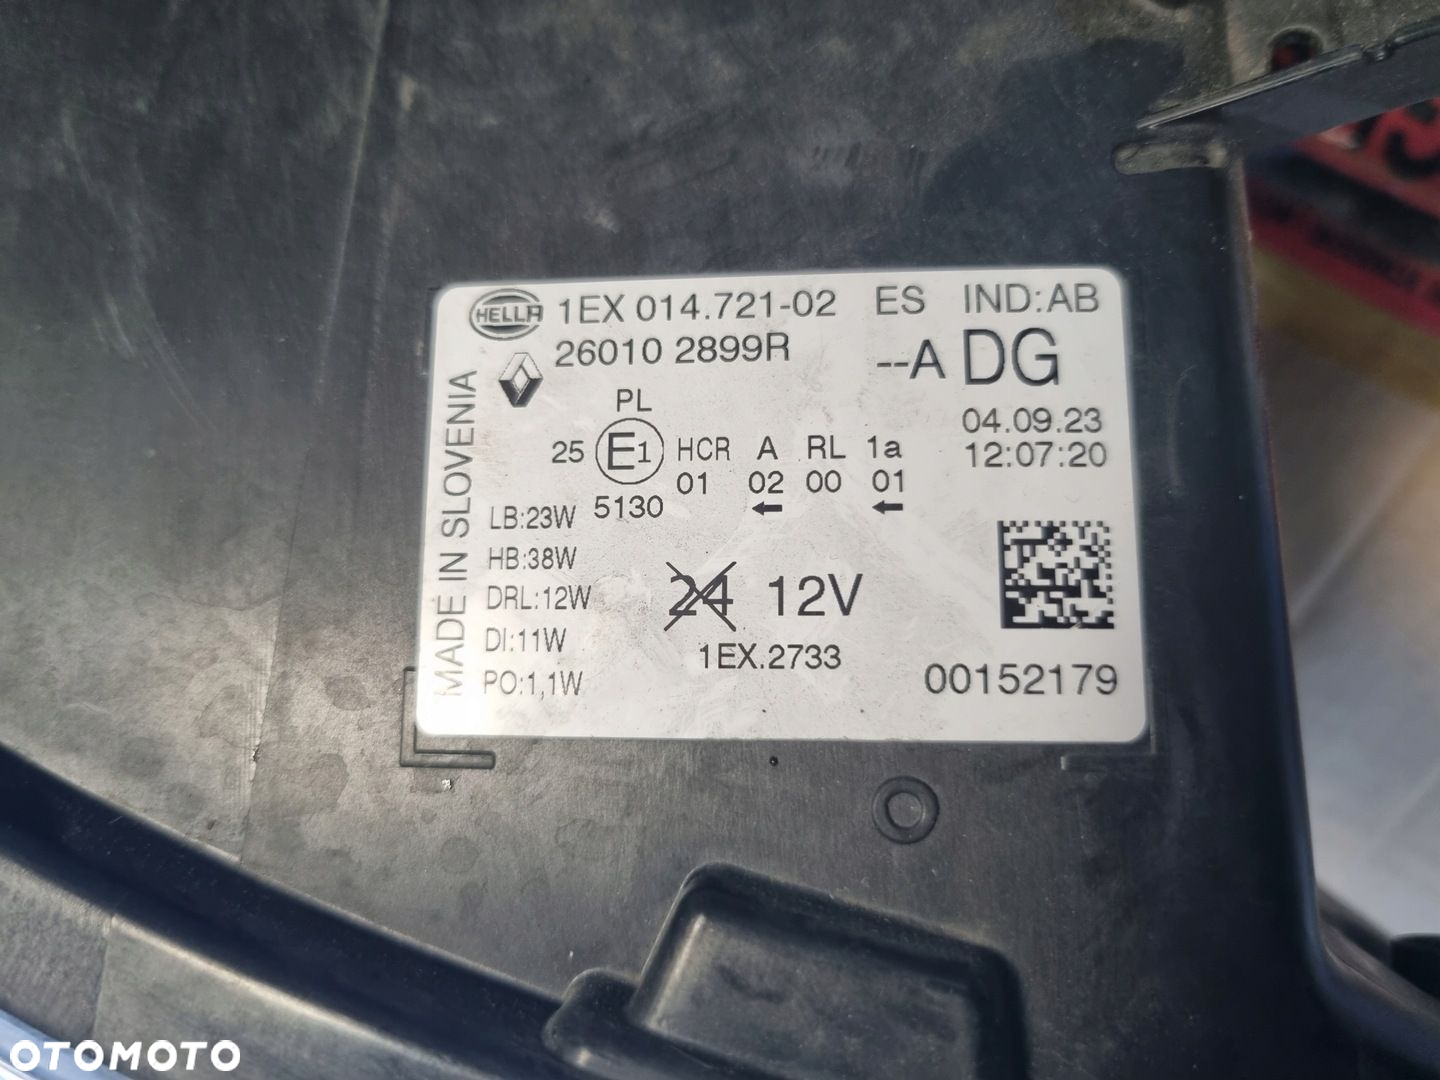 HELLA 1EX 014.721-02 ES IND:AB
26010 2899R --A DG
MADE IN SLOVENIA
PL
04.09.23
25 E1 HCR A RL 1a 12:07:20
01 02 00 01
5130 ← ←
LB:23W
HB:38W
DRL:12W 24 12V
DI:11W
1EX.2733
PO:1,1W 00152179
OTOMOTO